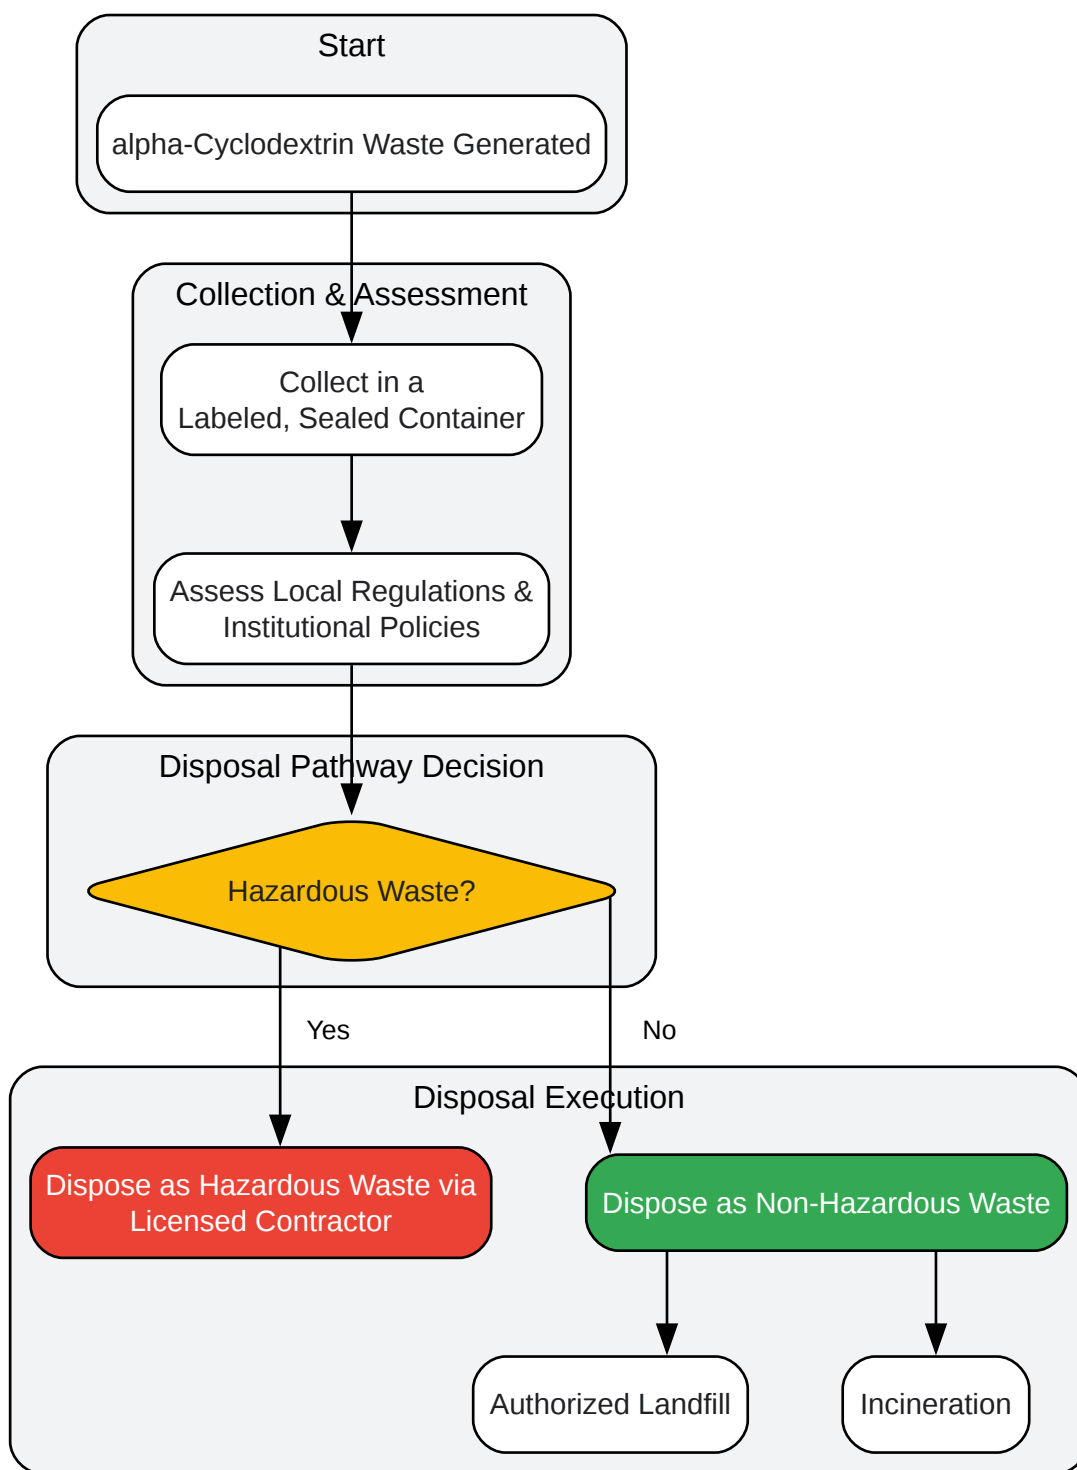 Start
alpha-Cyclodextrin Waste Generated
Collection & Assessment
Collect in a
Labeled, Sealed Container
Assess Local Regulations &
Institutional Policies
Disposal Pathway Decision
Hazardous Waste?
Yes
No
Disposal Execution
Dispose as Hazardous Waste via
Licensed Contractor
Dispose as Non-Hazardous Waste
Authorized Landfill
Incineration